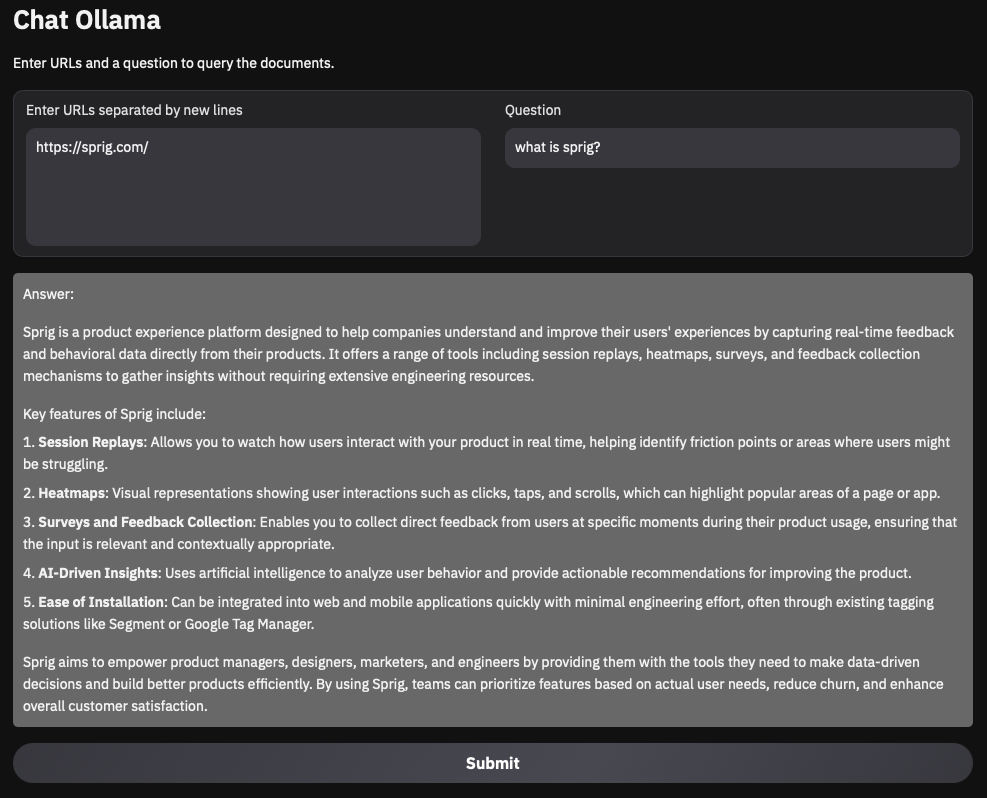 Chat Ollama
Enter URLs and a question to query the documents.
Enter URLs separated by new lines
https://sprig.com/
Question
what is sprig?
Answer:
Sprig is a product experience platform designed to help companies understand and improve their users' experiences by capturing real-time feedback
and behavioral data directly from their products. It offers a range of tools including session replays, heatmaps, surveys, and feedback collection
mechanisms to gather insights without requiring extensive engineering resources.
Key features of Sprig include:
1. Session Replays: Allows you to watch how users interact with your product in real time, helping identify friction points or areas where users might
be struggling.
2. Heatmaps: Visual representations showing user interactions such as clicks, taps, and scrolls, which can highlight popular areas of a page or app.
3. Surveys and Feedback Collection: Enables you to collect direct feedback from users at specific moments during their product usage, ensuring that
the input is relevant and contextually appropriate.
4. AI-Driven Insights: Uses artificial intelligence to analyze user behavior and provide actionable recommendations for improving the product.
5. Ease of Installation: Can be integrated into web and mobile applications quickly with minimal engineering effort, often through existing tagging
solutions like Segment or Google Tag Manager.
Sprig aims to empower product managers, designers, marketers, and engineers by providing them with the tools they need to make data-driven
decisions and build better products efficiently. By using Sprig, teams can prioritize features based on actual user needs, reduce churn, and enhance
overall customer satisfaction.
Submit